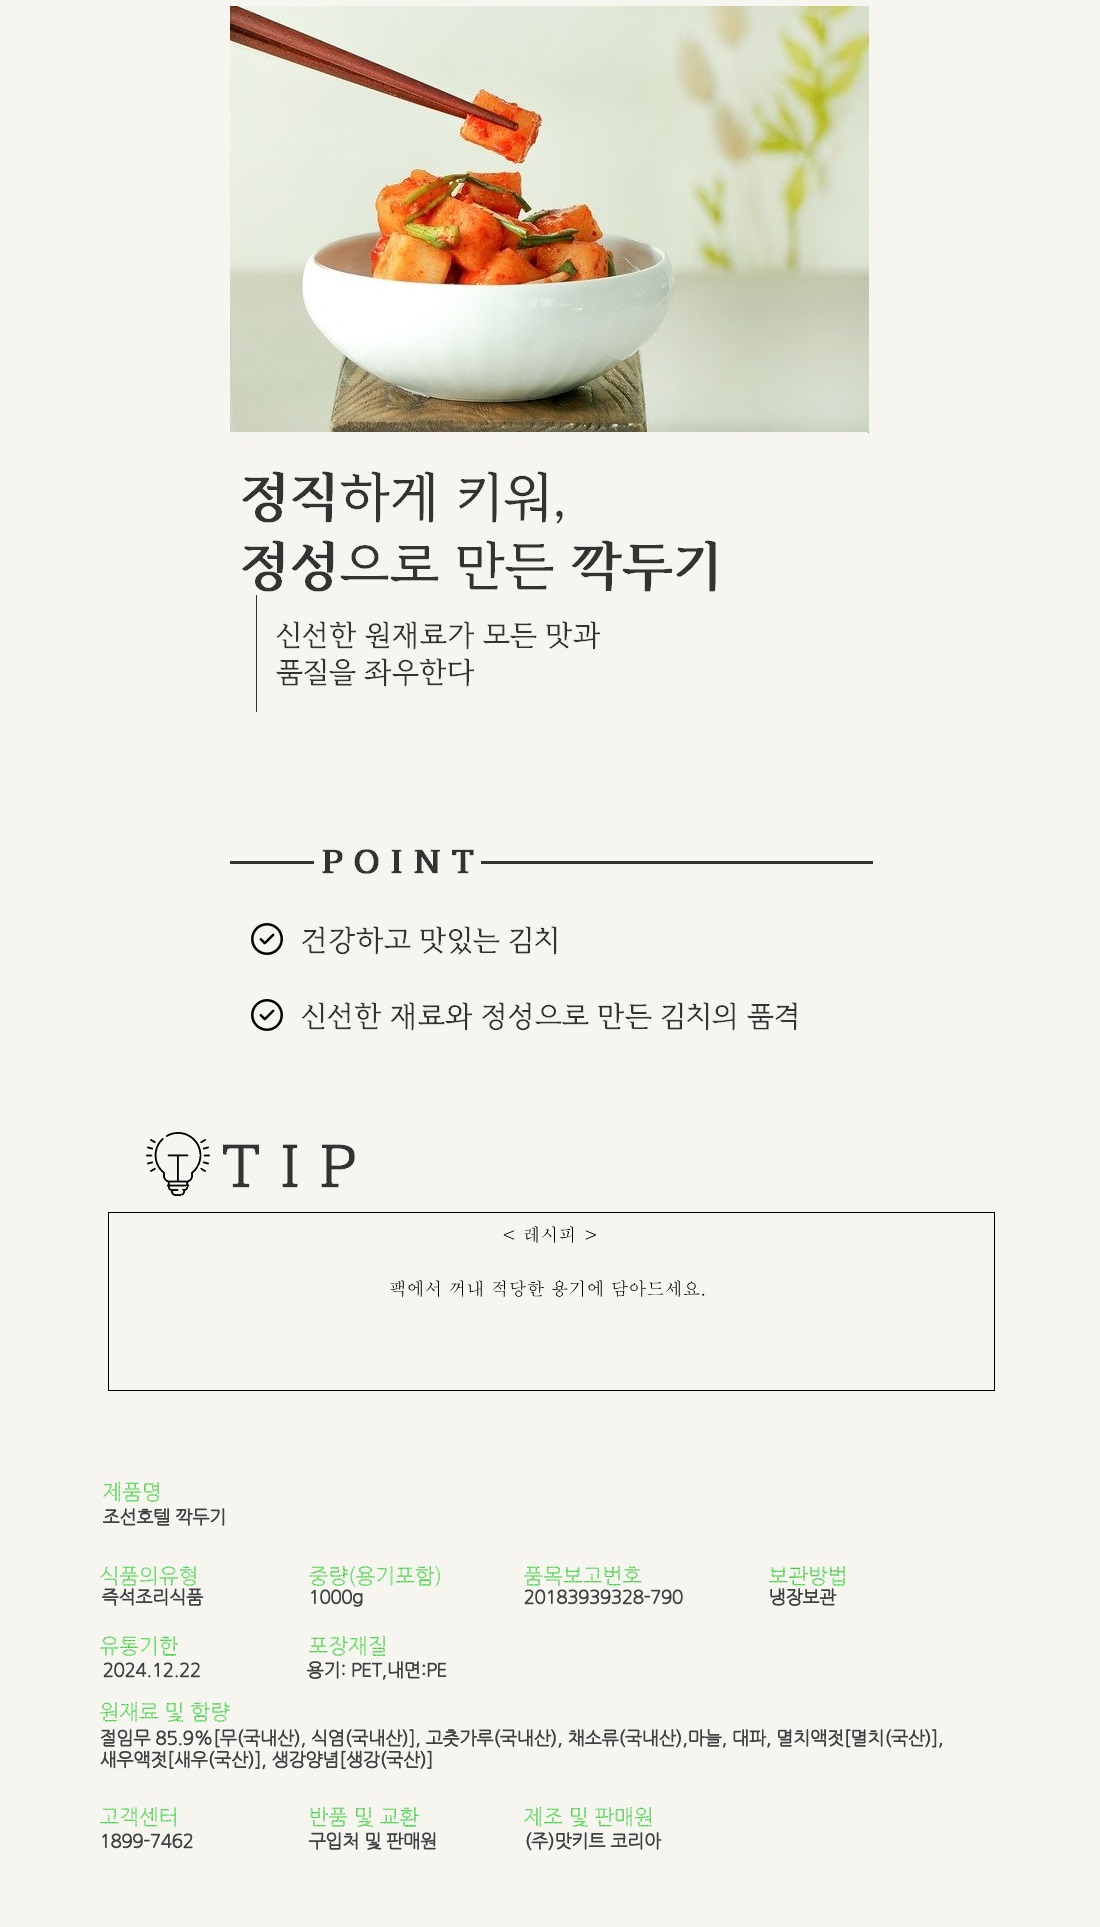 정직하게 키워,
정성으로 만든 깍두기
신선한 원재료가 모든 맛과
품질을 좌우한다
POINT
건강하고 맛있는 김치
신선한 재료와 정성으로 만든 김치의 품격
TIP
< 레시피 >
팩에서 꺼내 적당한 용기에 담아드세요.
제품명
조선호텔 깍두기
식품의유형 중량(용기포함) 품목보고번호 보관방법
즉석조리식품 1000g 20183939328-790 냉장보관
유통기한 포장재질
2024.12.22 용기: PET,내면:PE
원재료 및 함량
절임무 85.9%[무(국내산), 식염(국내산)], 고춧가루(국내산), 채소류(국내산),마늘, 대파, 멸치액젓[멸치(국산)],
새우액젓[새우(국산)], 생강양념[생강(국산)]
고객센터 반품 및 교환 제조 및 판매원
1899-7462 구입처 및 판매원 (주)맛키트 코리아